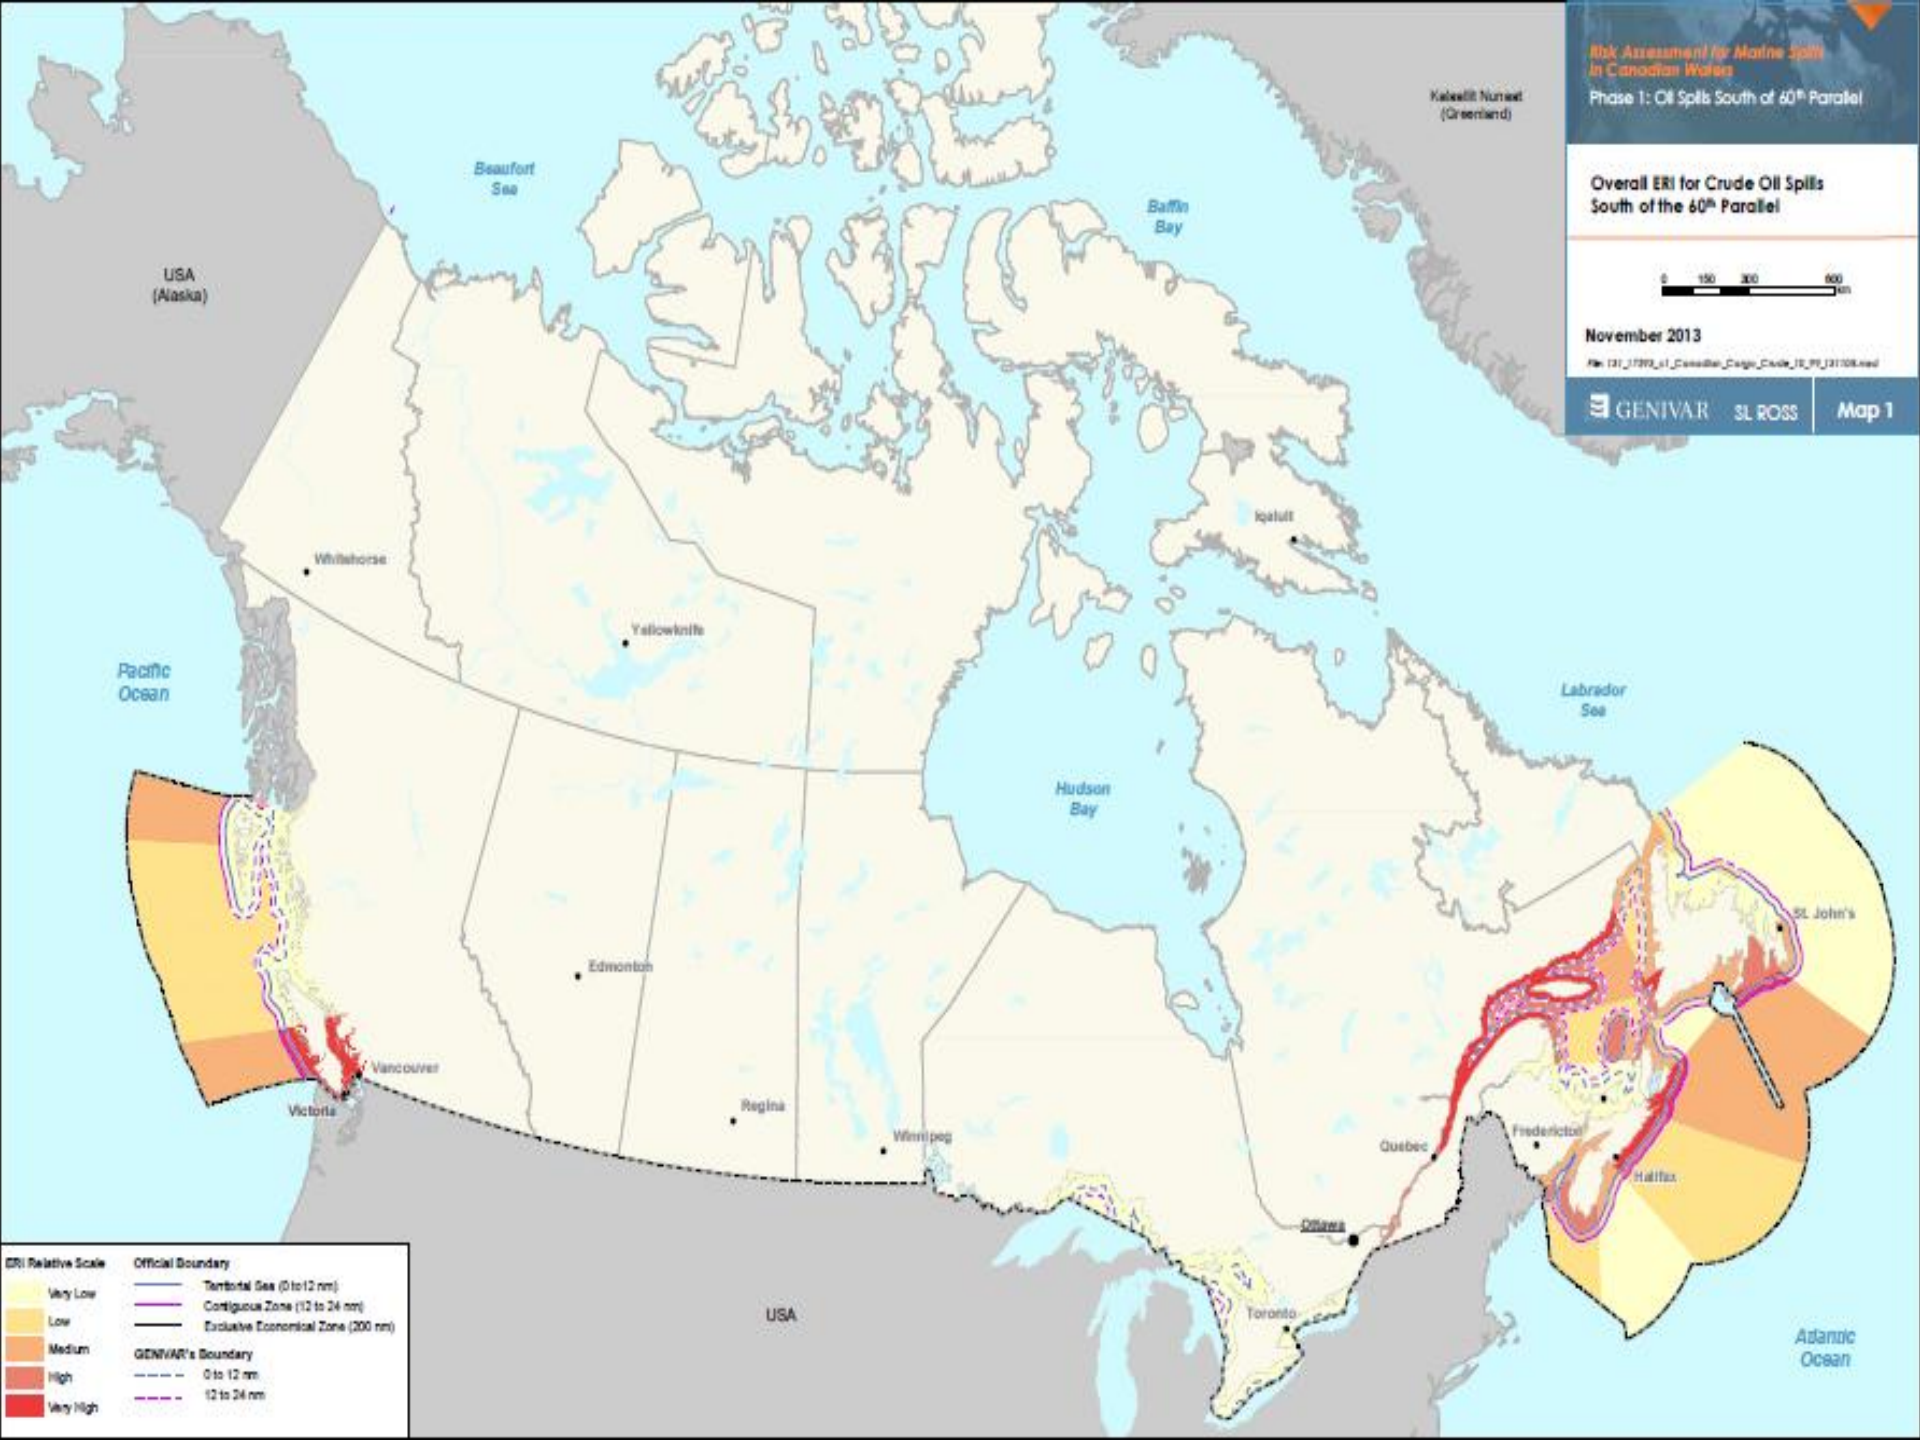 Risk Assessment for Marine Spills
in Canadian Waters
Phase 1: Oil Spills South of 60th Parallel
Overall ERI for Crude Oil Spills
South of the 60th Parallel
0 150 300 600
km
November 2013
GENIVAR SL ROSS Map 1
Kalaallit Nunaat
(Greenland)
Beaufort
Sea
Baffin
Bay
USA
(Alaska)
Iqaluit
Whitehorse
Yellowknife
Pacific
Ocean
Labrador
Sea
Hudson
Bay
St. John's
Edmonton
Vancouver
Victoria
Regina
Winnipeg
Quebec
Fredericton
Halifax
Ottawa
Toronto
USA
Atlantic
Ocean
ERI Relative Scale
Very Low
Low
Medium
High
Very High
Official Boundary
Territorial Sea (0 to 12 nm)
Contiguous Zone (12 to 24 nm)
Exclusive Economical Zone (200 nm)
GENIVAR's Boundary
0 to 12 nm
12 to 24 nm